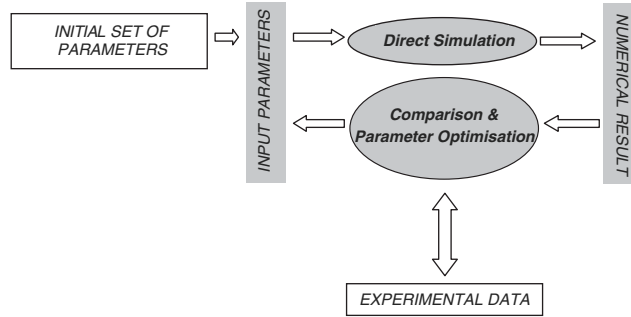 INITIAL SET OF
PARAMETERS
INPUT PARAMETERS
Direct Simulation
NUMERICAL RESULT
Comparison &
Parameter Optimisation
EXPERIMENTAL DATA